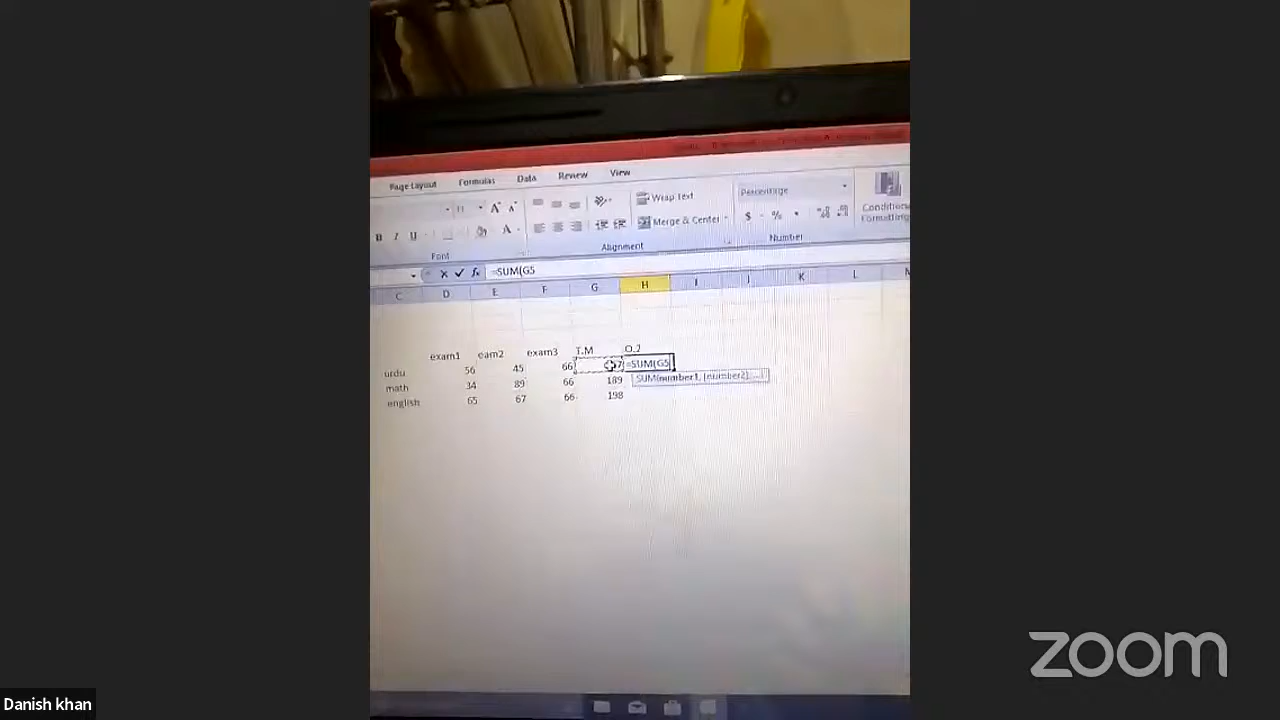 Page Layout Formulas Data Review View
11 A A Wrap Text Percentage
B I U A Merge & Center $ % , Conditional Formatting
Font Alignment Number
=SUM(G5
C D E F G H I J K L M
exam1 eam2 exam3 T.M
urdu 56 45 66 =SUM(G5
math 34 89 66 189 SUM(number1, [number2], ...)
english 65 67 66 198
zoom
Danish khan